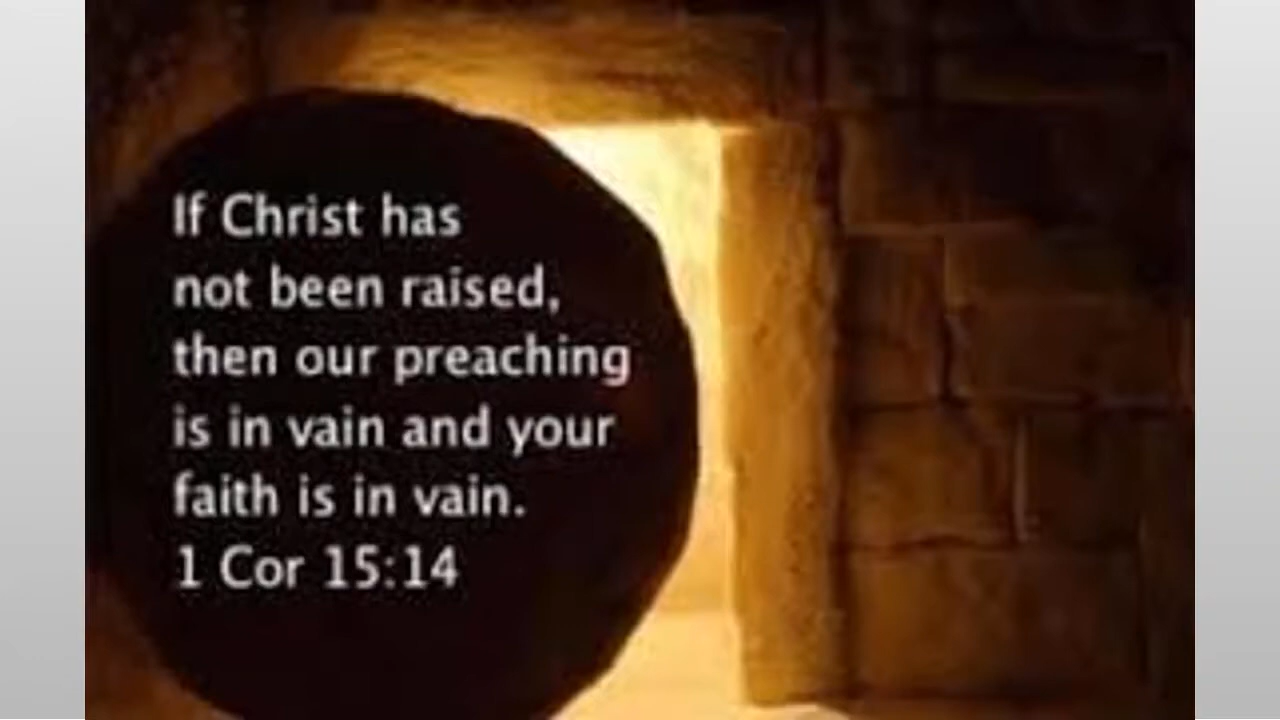 If Christ has
not been raised,
then our preaching
is in vain and your
faith is in vain.
1 Cor 15:14